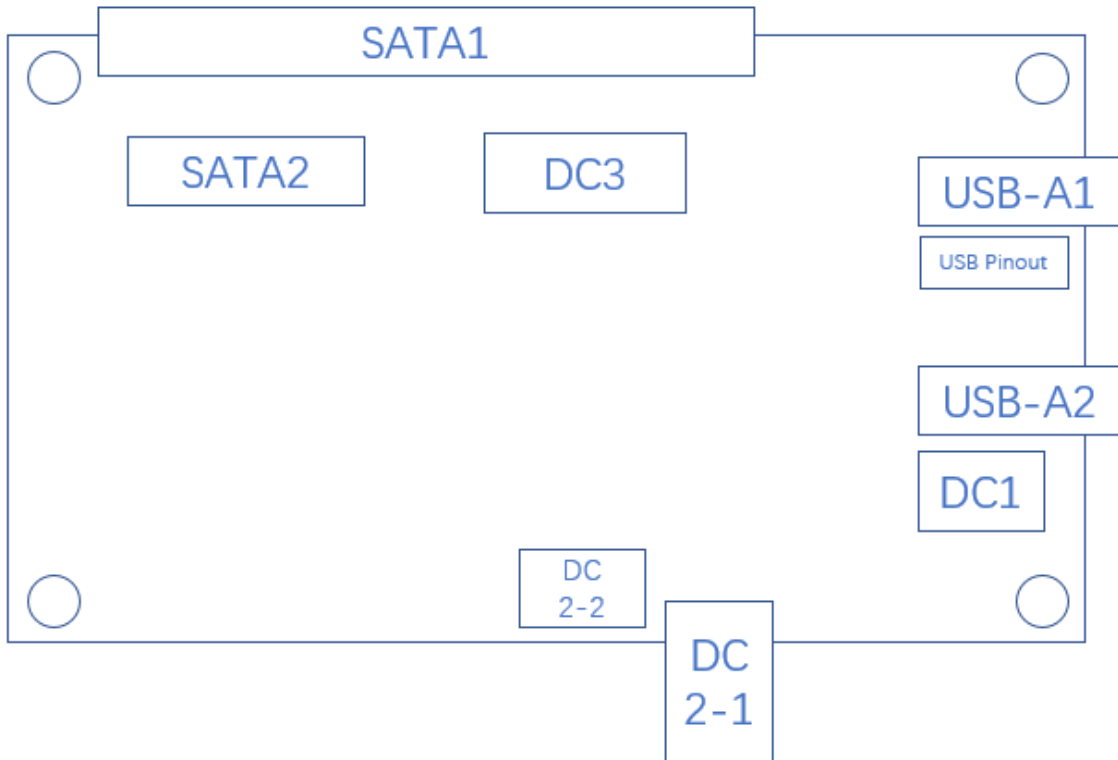 SATA1
SATA2
DC3
USB-A1
USB Pinout
USB-A2
DC1
DC
2-2
DC
2-1